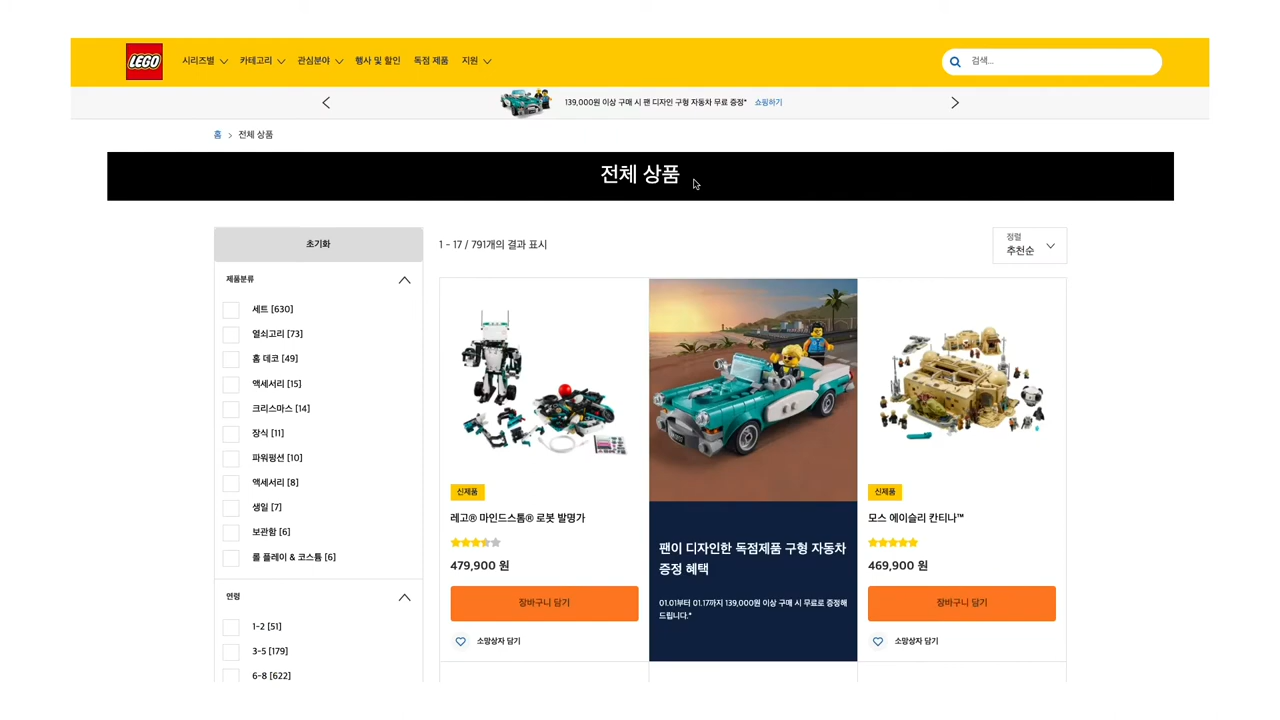 LEGO
시리즈별
카테고리
관심분야
행사 및 할인
독점 제품
지원
검색...
139,000원 이상 구매 시 팬 디자인 구형 자동차 무료 증정* 쇼핑하기
홈 > 전체 상품
전체 상품
초기화
1 - 17 / 791개의 결과 표시
정렬
추천순
제품분류
세트 [630]
열쇠고리 [73]
홈 데코 [49]
액세서리 [15]
크리스마스 [14]
장식 [11]
파워펑션 [10]
액세서리 [8]
생일 [7]
보관함 [6]
롤 플레이 & 코스튬 [6]
연령
1-2 [51]
3-5 [179]
6-8 [622]
신제품
레고® 마인드스톰® 로봇 발명가
479,900 원
장바구니 담기
소망상자 담기
팬이 디자인한 독점제품 구형 자동차
증정 혜택
01.01부터 01.17까지 139,000원 이상 구매 시 무료로 증정해
드립니다.*
신제품
모스 에이슬리 칸티나™
469,900 원
장바구니 담기
소망상자 담기